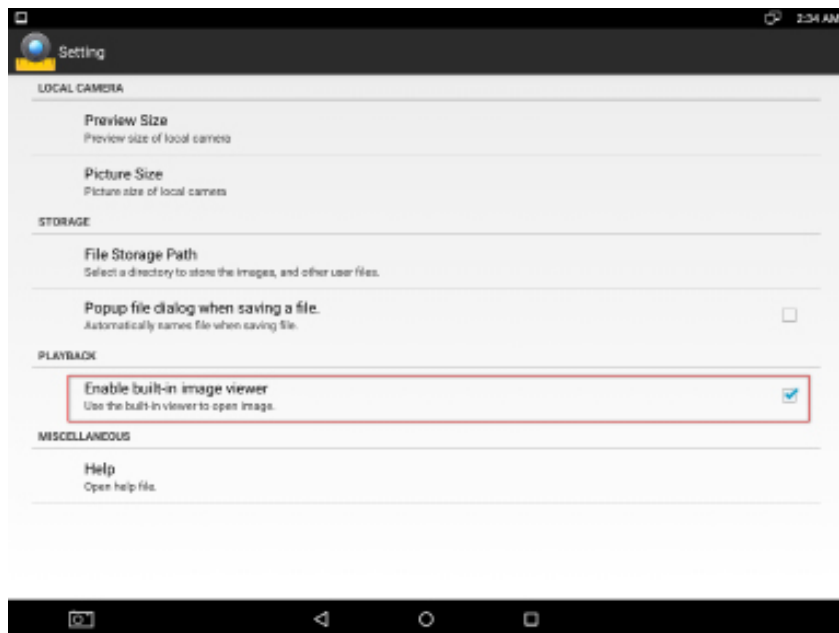 2:34 AM
Setting
LOCAL CAMERA
Preview Size
Preview size of local camera
Picture Size
Picture size of local camera
STORAGE
File Storage Path
Select a directory to store the images, and other user files.
Popup file dialog when saving a file.
Automatically names file when saving file.
PLAYBACK
Enable built-in image viewer
Use the built-in viewer to open image.
MISCELLANEOUS
Help
Open help file.